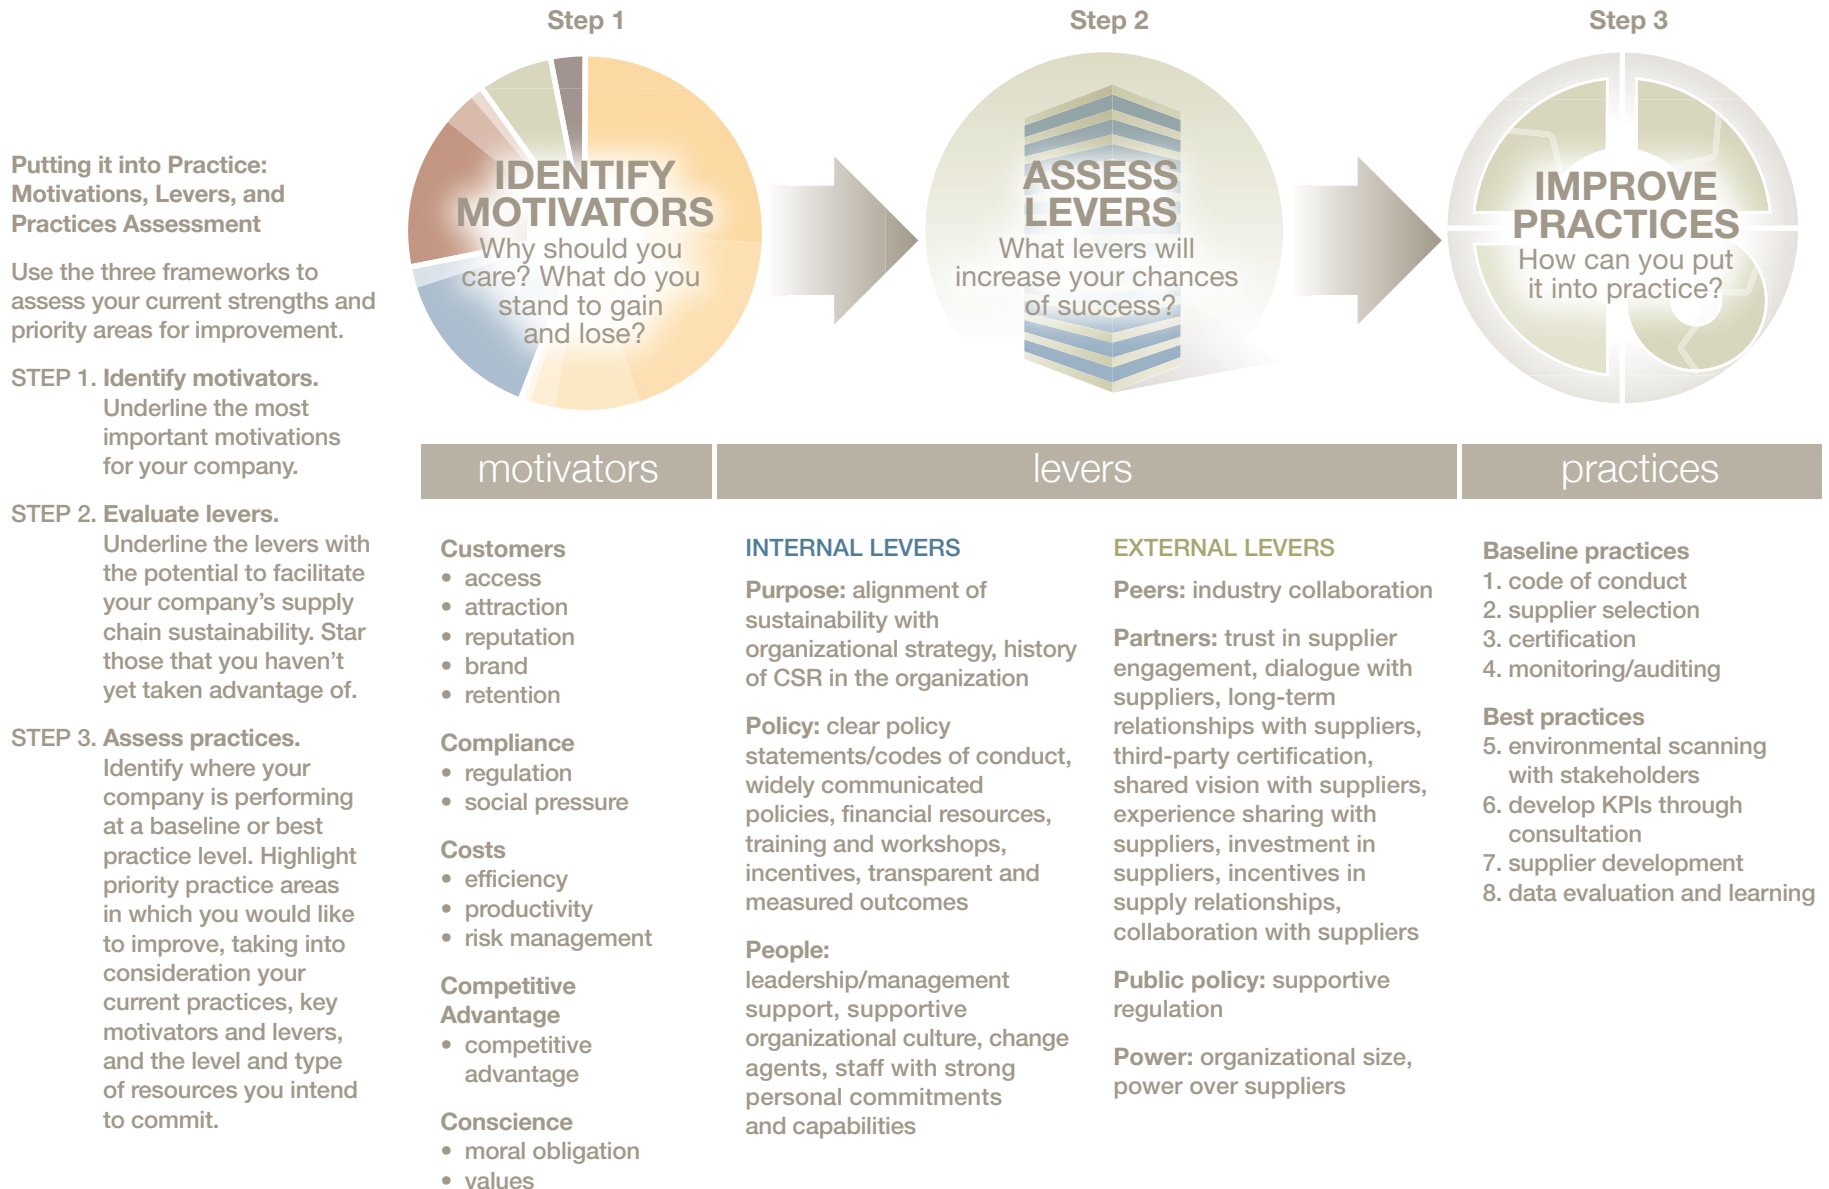 Step 1
Step 2
Step 3
Putting it into Practice:
Motivations, Levers, and
Practices Assessment
Use the three frameworks to
assess your current strengths and
priority areas for improvement.
STEP 1. Identify motivators.
Underline the most
important motivations
for your company.
STEP 2. Evaluate levers.
Underline the levers with
the potential to facilitate
your company’s supply
chain sustainability. Star
those that you haven’t
yet taken advantage of.
STEP 3. Assess practices.
Identify where your
company is performing
at a baseline or best
practice level. Highlight
priority practice areas
in which you would like
to improve, taking into
consideration your
current practices, key
motivators and levers,
and the level and type
of resources you intend
to commit.
IDENTIFY
MOTIVATORS
Why should you
care? What do you
stand to gain
and lose?
ASSESS
LEVERS
What levers will
increase your chances
of success?
IMPROVE
PRACTICES
How can you put
it into practice?
motivators
levers
practices
Customers
• access
• attraction
• reputation
• brand
• retention
Compliance
• regulation
• social pressure
Costs
• efficiency
• productivity
• risk management
Competitive
Advantage
• competitive
advantage
Conscience
• moral obligation
• values
INTERNAL LEVERS
Purpose: alignment of
sustainability with
organizational strategy, history
of CSR in the organization
Policy: clear policy
statements/codes of conduct,
widely communicated
policies, financial resources,
training and workshops,
incentives, transparent and
measured outcomes
People:
leadership/management
support, supportive
organizational culture, change
agents, staff with strong
personal commitments
and capabilities
EXTERNAL LEVERS
Peers: industry collaboration
Partners: trust in supplier
engagement, dialogue with
suppliers, long-term
relationships with suppliers,
third-party certification,
shared vision with suppliers,
experience sharing with
suppliers, investment in
suppliers, incentives in
supply relationships,
collaboration with suppliers
Public policy: supportive
regulation
Power: organizational size,
power over suppliers
Baseline practices
1. code of conduct
2. supplier selection
3. certification
4. monitoring/auditing
Best practices
5. environmental scanning
with stakeholders
6. develop KPIs through
consultation
7. supplier development
8. data evaluation and learning